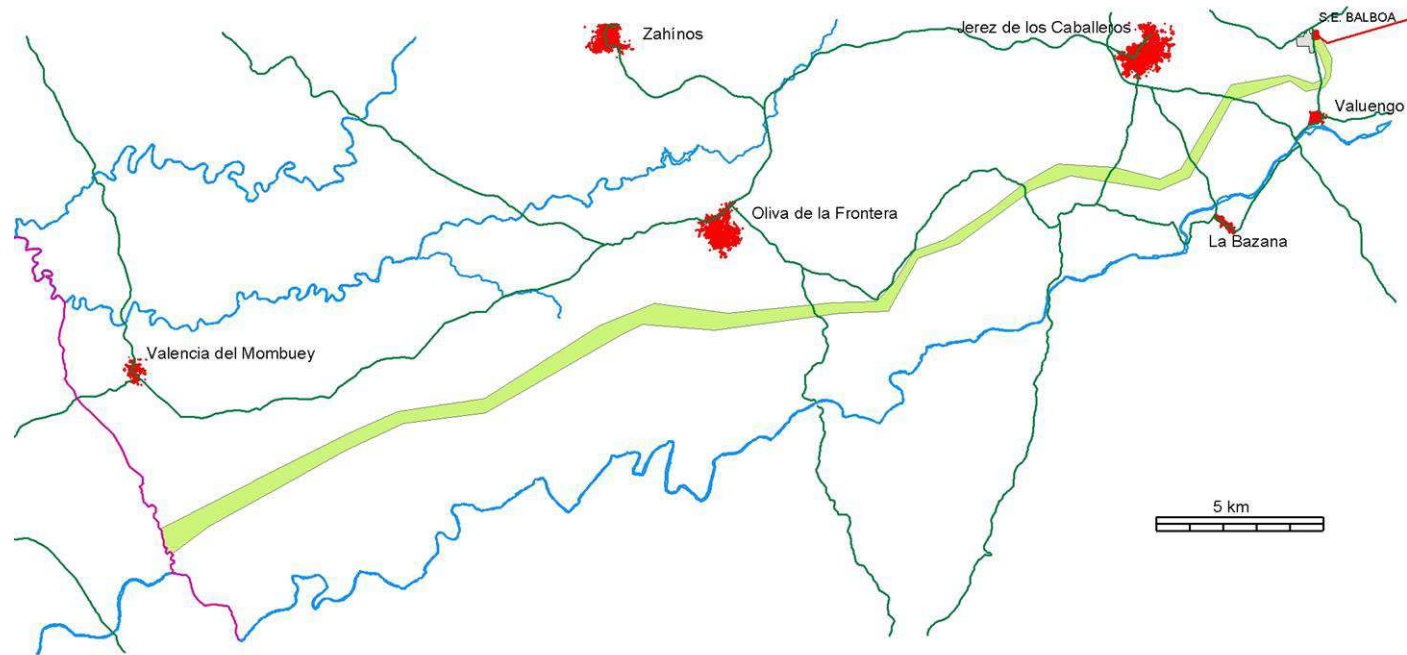 S.E. BALBOA
Jerez de los Caballeros
Zahínos
Valuengo
Oliva de la Frontera
La Bazana
Valencia del Mombuey
5 km